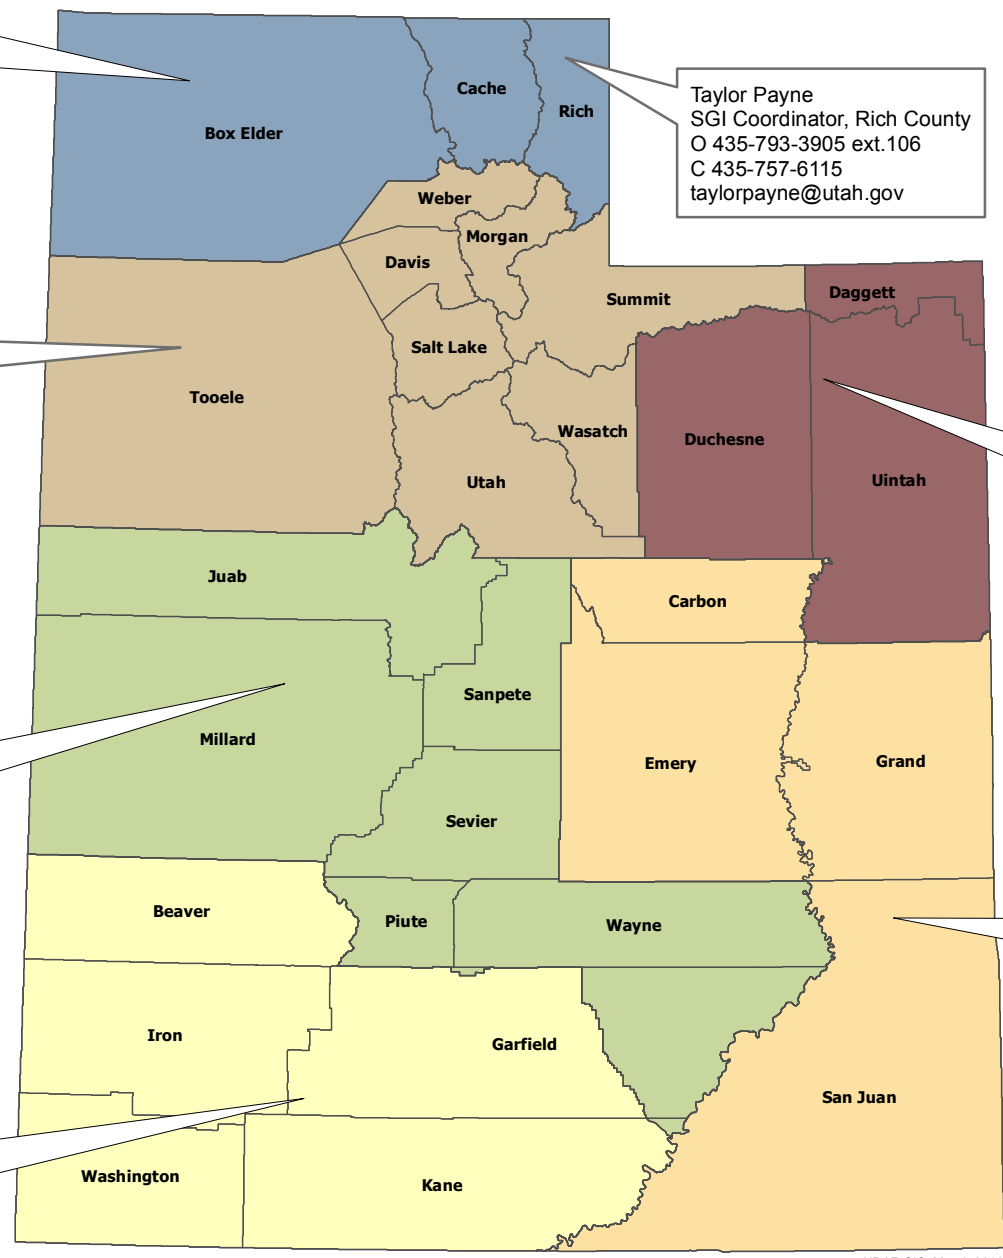 Cache
Rich
Box Elder
Taylor Payne
SGI Coordinator, Rich County
O 435-793-3905 ext.106
C 435-757-6115
taylorpayne@utah.gov
Weber
Morgan
Davis
Summit
Daggett
Salt Lake
Tooele
Wasatch
Duchesne
Uintah
Utah
Juab
Carbon
Sanpete
Millard
Emery
Grand
Sevier
Beaver
Piute
Wayne
Iron
Garfield
San Juan
Washington
Kane